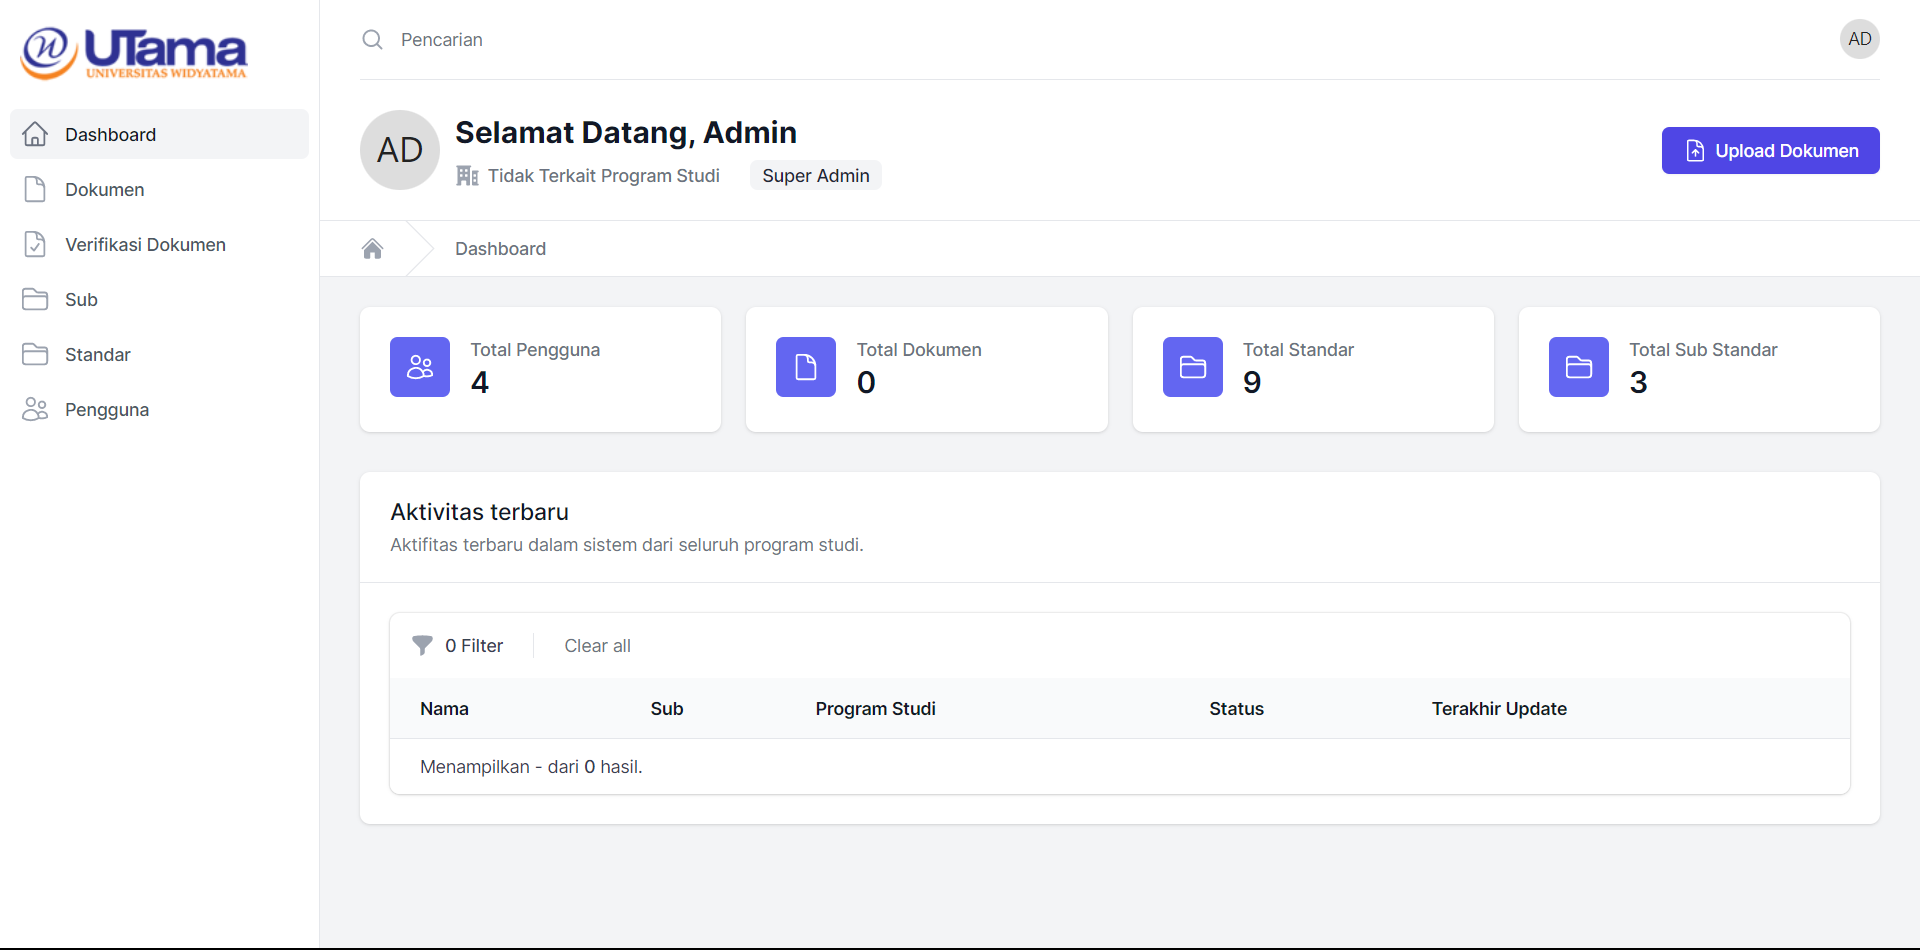 UTama
UNIVERSITAS WIDYATAMA
Dashboard
Dokumen
Verifikasi Dokumen
Sub
Standar
Pengguna
Pencarian
AD
AD
Selamat Datang, Admin
Tidak Terkait Program Studi
Super Admin
Upload Dokumen
Dashboard
Total Pengguna
4
Total Dokumen
0
Total Standar
9
Total Sub Standar
3
Aktivitas terbaru
Aktifitas terbaru dalam sistem dari seluruh program studi.
0 Filter
Clear all
Nama Sub Program Studi Status Terakhir Update
Menampilkan - dari 0 hasil.